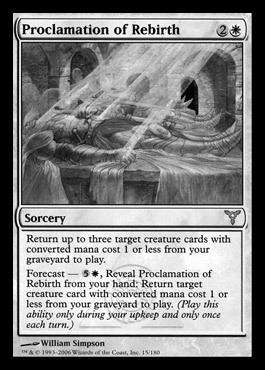 Proclamation of Rebirth 2
Sorcery
Return up to three target creature cards with
converted mana cost 1 or less from your
graveyard to play.
Forecast — 5, Reveal Proclamation of
Rebirth from your hand: Return target
creature card with converted mana cost 1 or
less from your graveyard to play. (Play this
ability only during your upkeep and only once
each turn.)
William Simpson
™ & © 1993–2006 Wizards of the Coast, Inc. 15/180